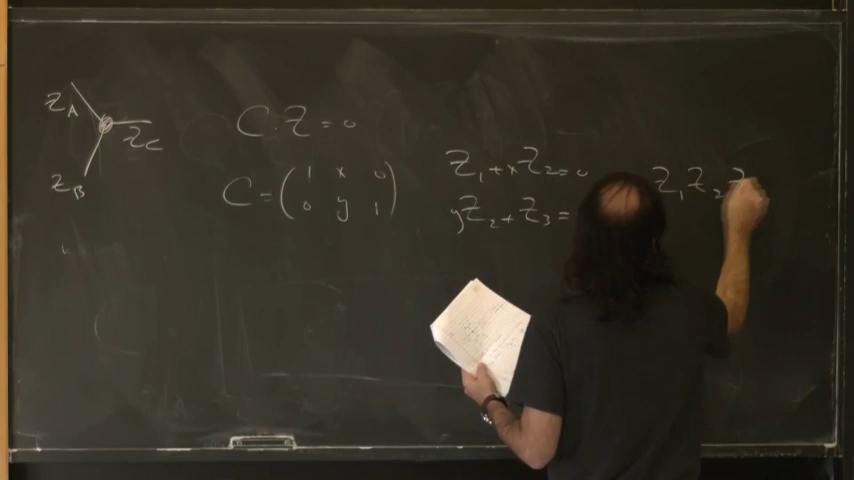 Z_A
Z_C
Z_B
C·Z = 0
C = ( 1 x 0
0 y 1 )
Z_1 + x Z_2 = 0
y Z_2 + Z_3 =
Z_1 Z_2 Z